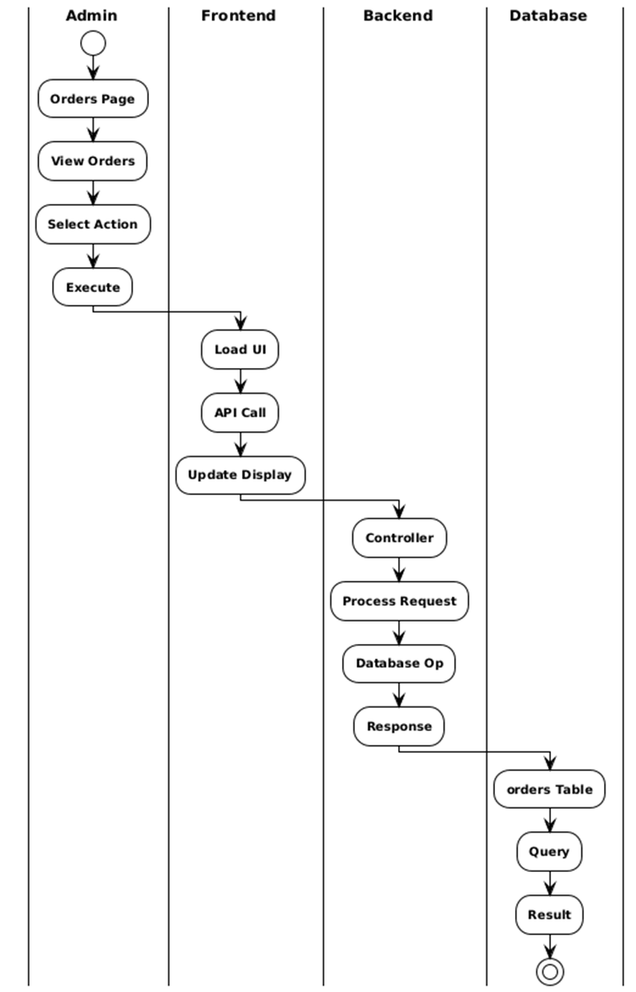 Admin
Frontend
Backend
Database
Orders Page
View Orders
Select Action
Execute
Load UI
API Call
Update Display
Controller
Process Request
Database Op
Response
orders Table
Query
Result